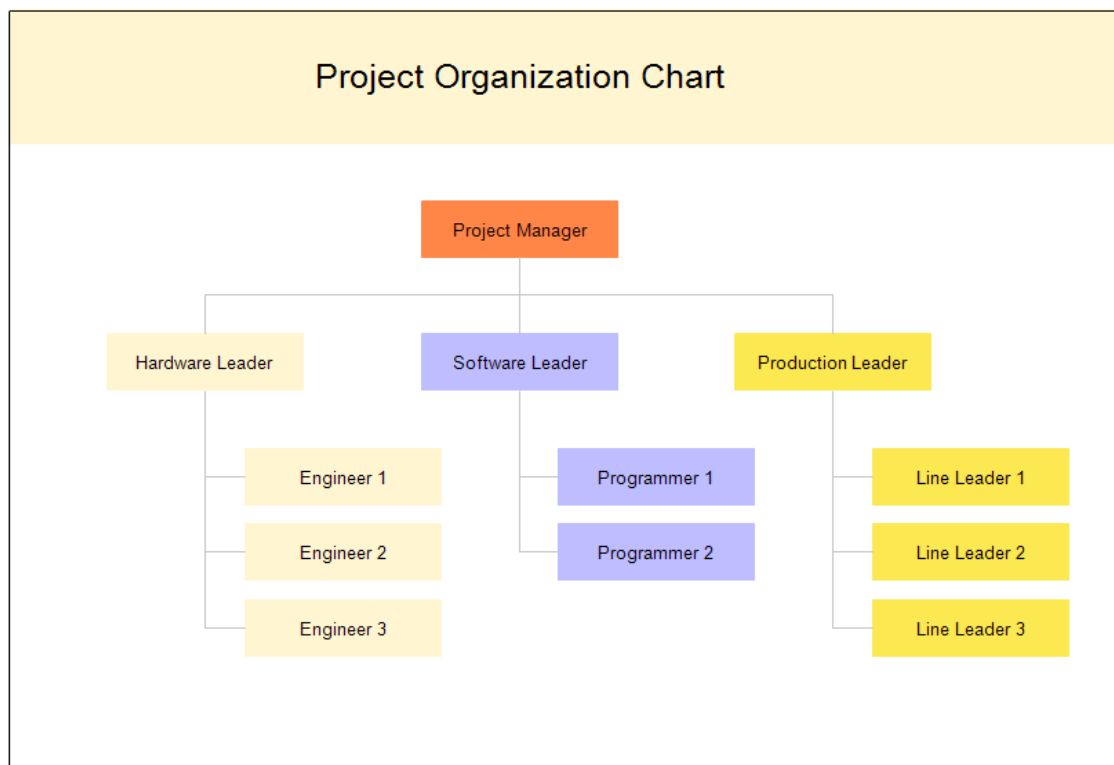 Project Organization Chart
Project Manager
Hardware Leader
Software Leader
Production Leader
Engineer 1
Programmer 1
Line Leader 1
Engineer 2
Programmer 2
Line Leader 2
Engineer 3
Line Leader 3